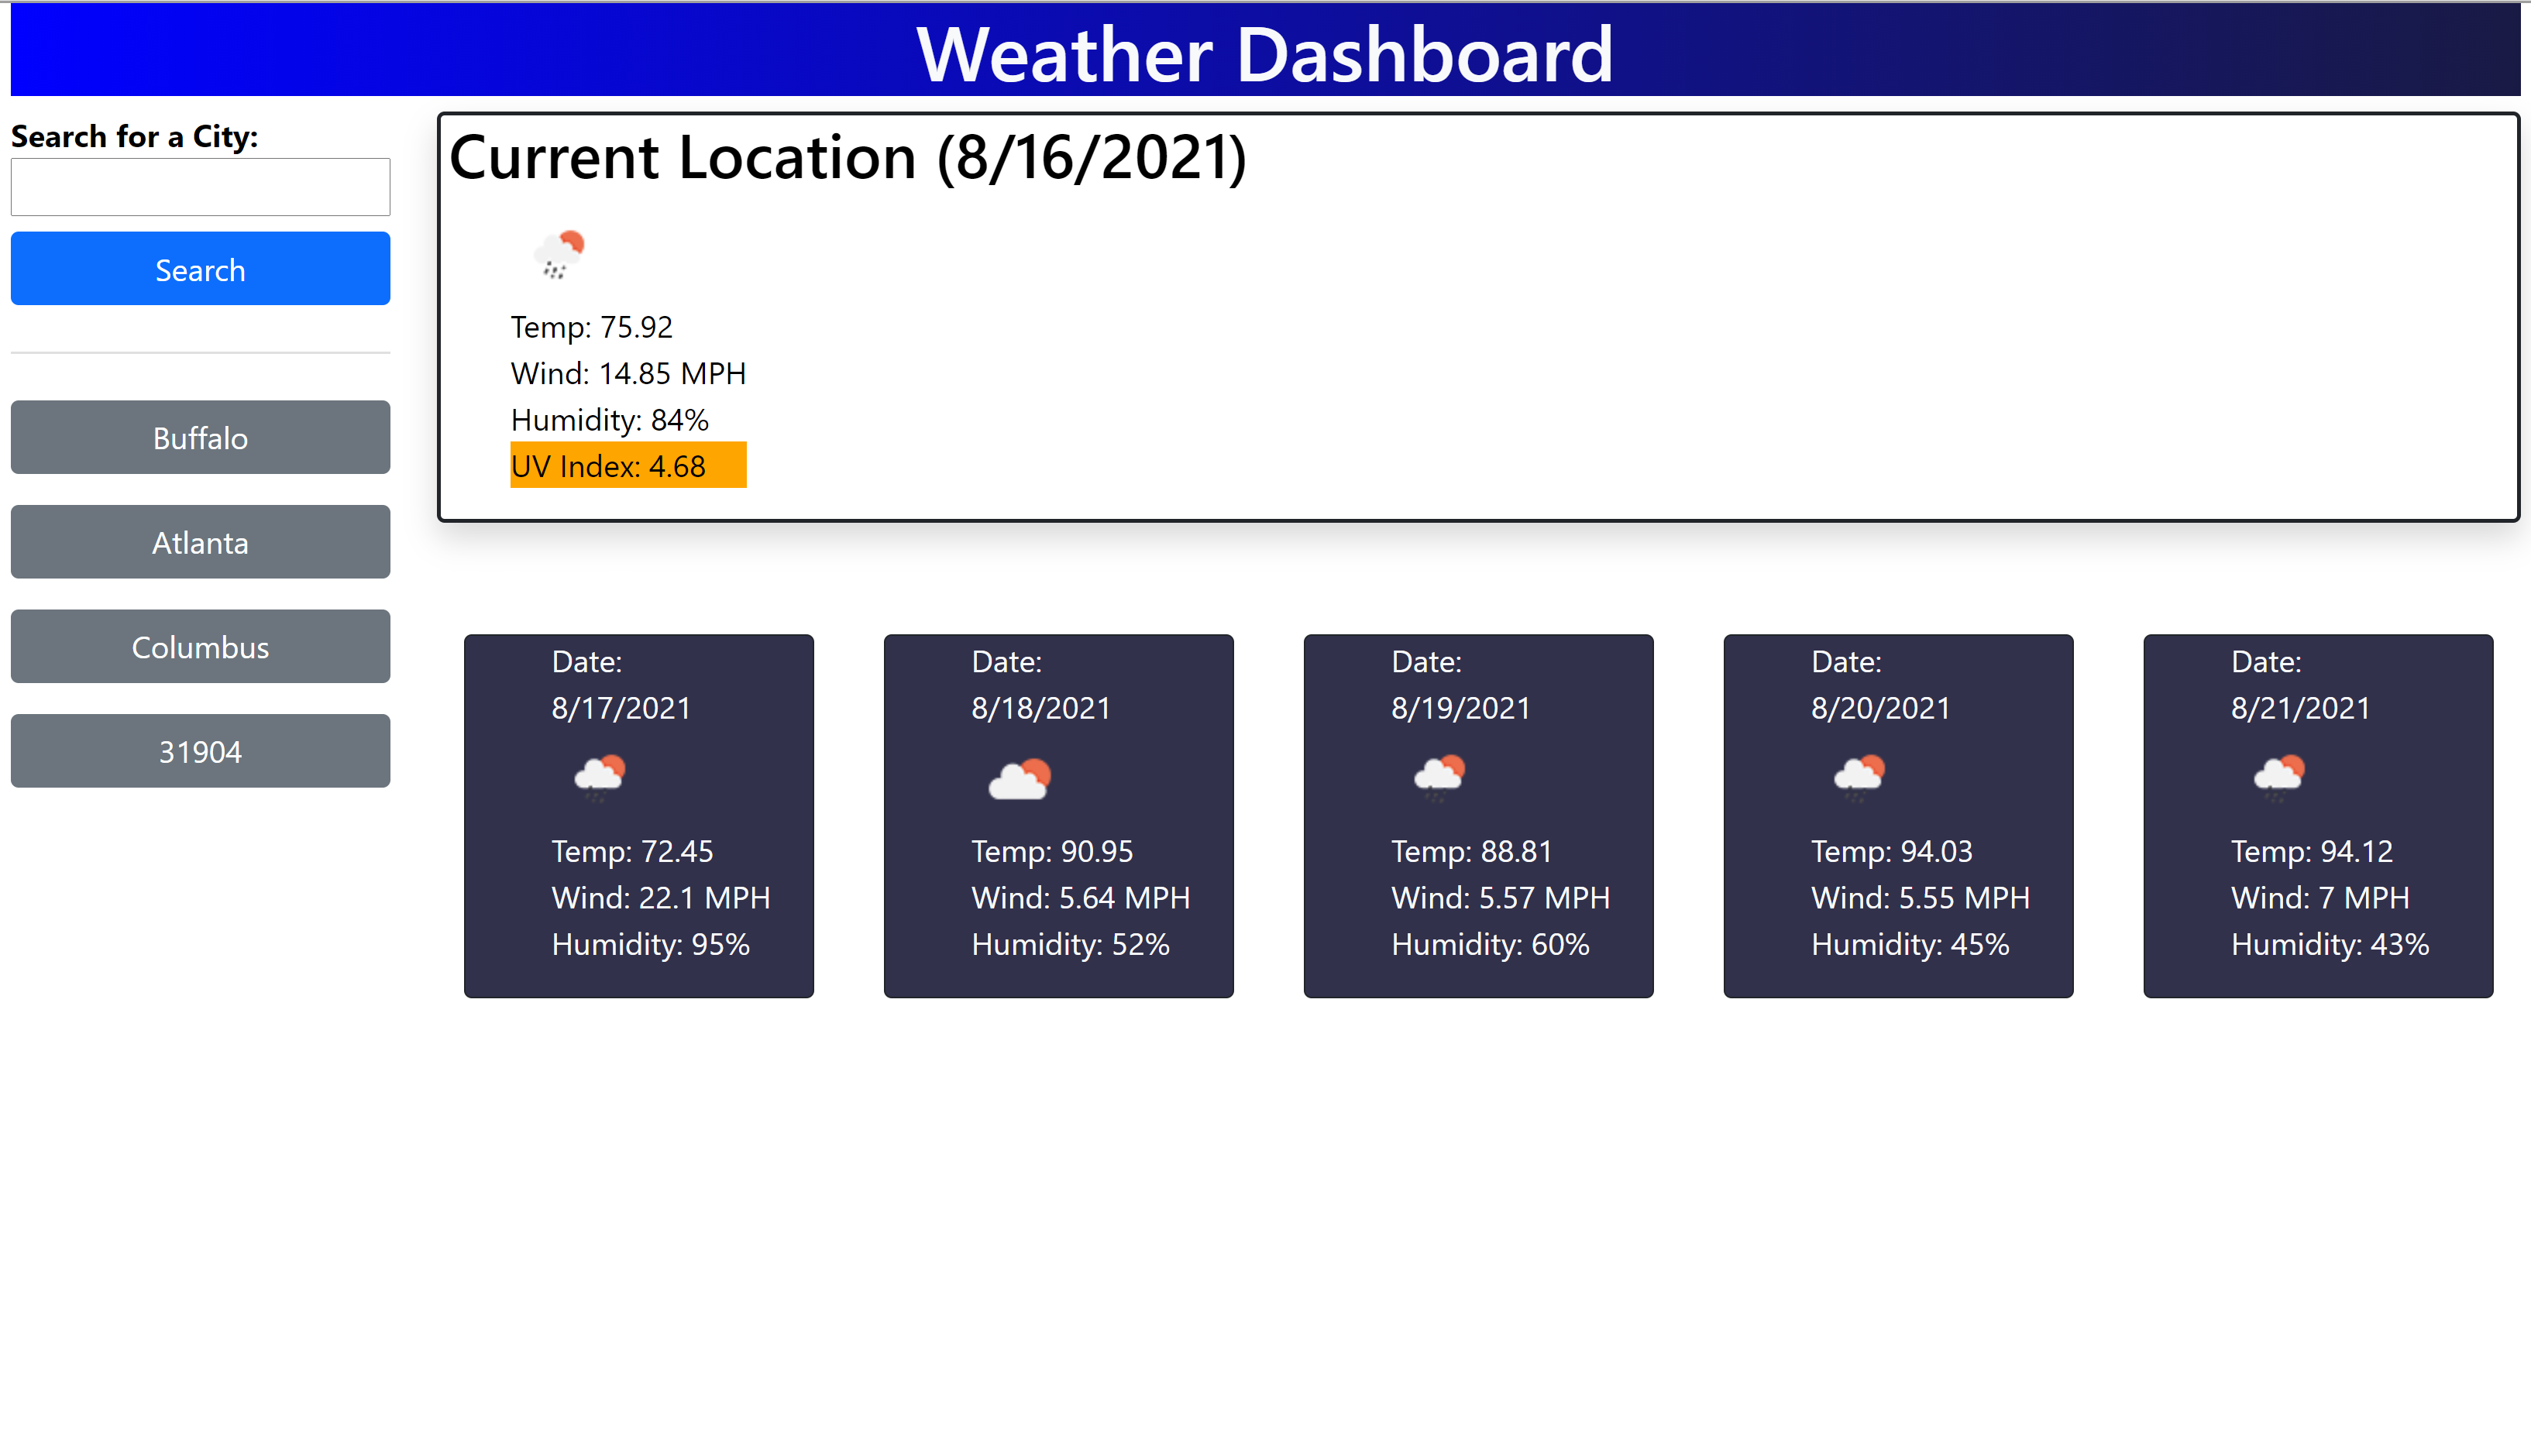 Weather Dashboard
Search for a City:
Search
Buffalo
Atlanta
Columbus
31904
Current Location (8/16/2021)
Temp: 75.92
Wind: 14.85 MPH
Humidity: 84%
UV Index: 4.68
Date:
8/17/2021
Temp: 72.45
Wind: 22.1 MPH
Humidity: 95%
Date:
8/18/2021
Temp: 90.95
Wind: 5.64 MPH
Humidity: 52%
Date:
8/19/2021
Temp: 88.81
Wind: 5.57 MPH
Humidity: 60%
Date:
8/20/2021
Temp: 94.03
Wind: 5.55 MPH
Humidity: 45%
Date:
8/21/2021
Temp: 94.12
Wind: 7 MPH
Humidity: 43%